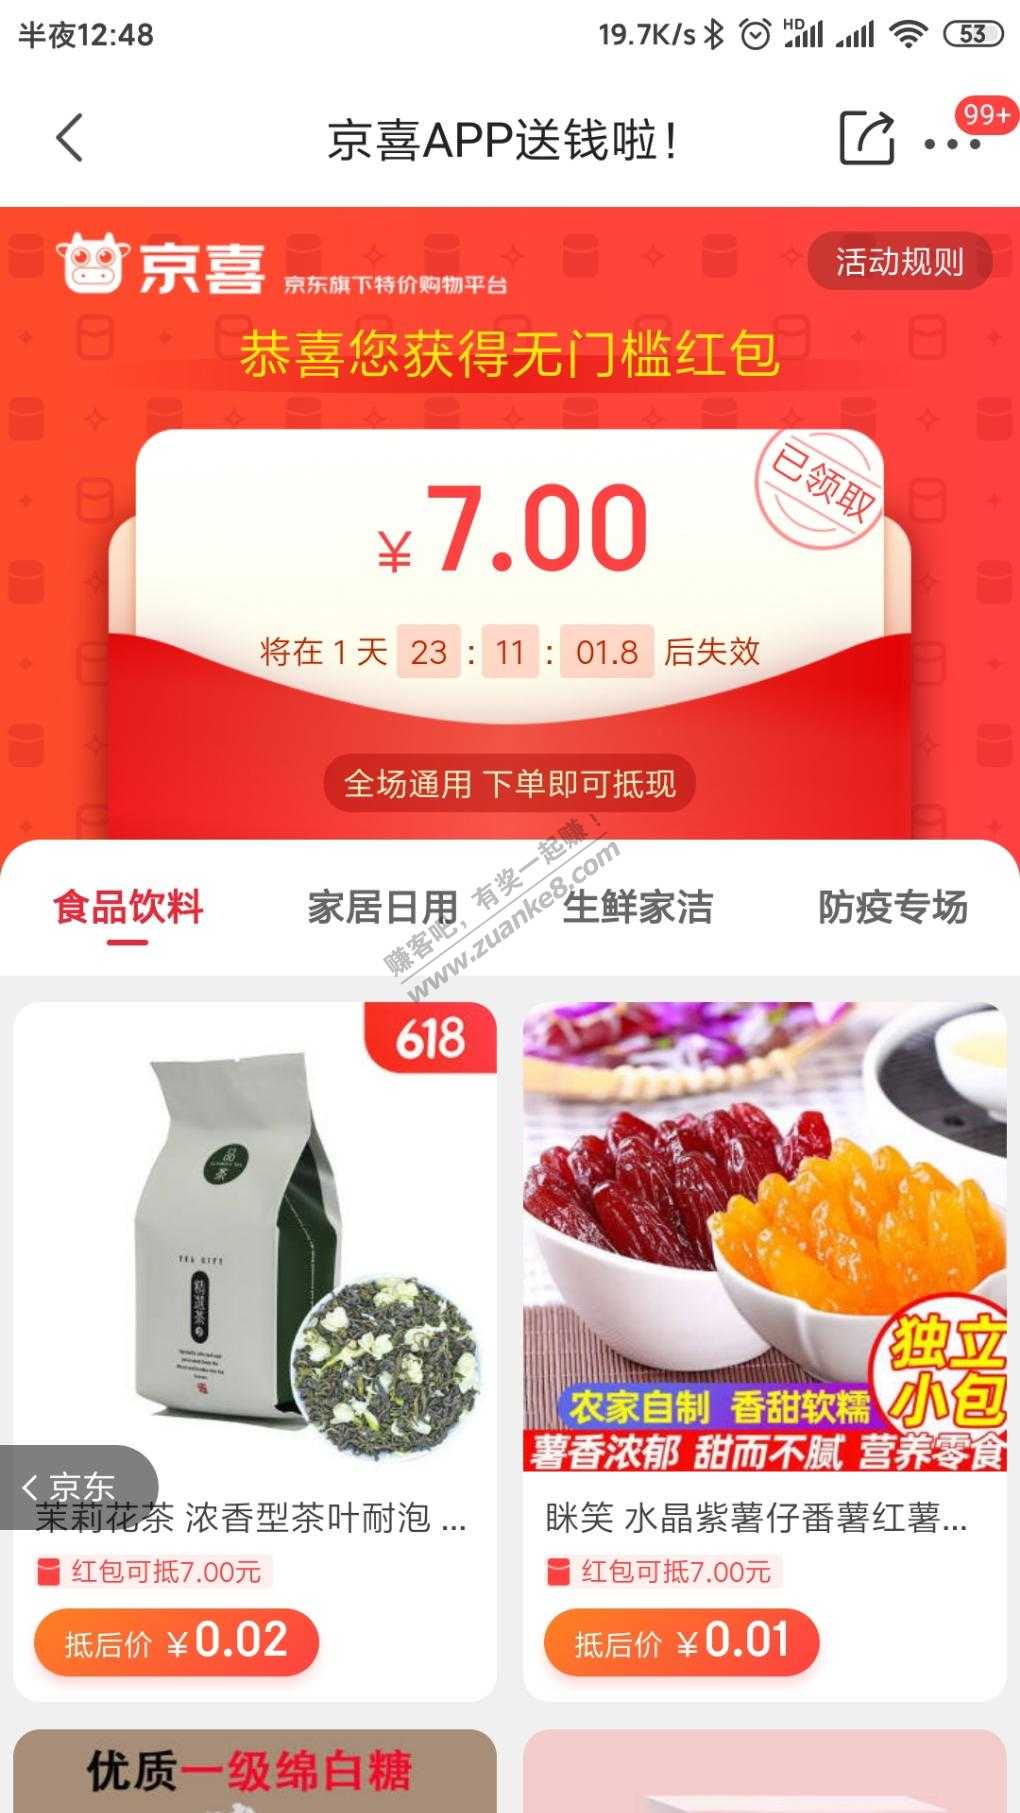 半夜12:48
19.7K/s
HD
53
京喜APP送钱啦!
99+
京喜 京东旗下特价购物平台
活动规则
恭喜您获得无门槛红包
¥7.00
已领取
将在 1 天 23 : 11 : 01.8 后失效
全场通用 下单即可抵现
赚客吧，有奖一起赚！
www.zuanke8.com
食品饮料
家居日用
生鲜家洁
防疫专场
618
品
茶
TEA GIFT
精選茶
独立
小包
农家自制 香甜软糯
薯香浓郁 甜而不腻 营养零食
京东
茉莉花茶 浓香型茶叶耐泡 ...
眯笑 水晶紫薯仔番薯红薯...
红包可抵7.00元
红包可抵7.00元
抵后价 ¥0.02
抵后价 ¥0.01
优质一级绵白糖